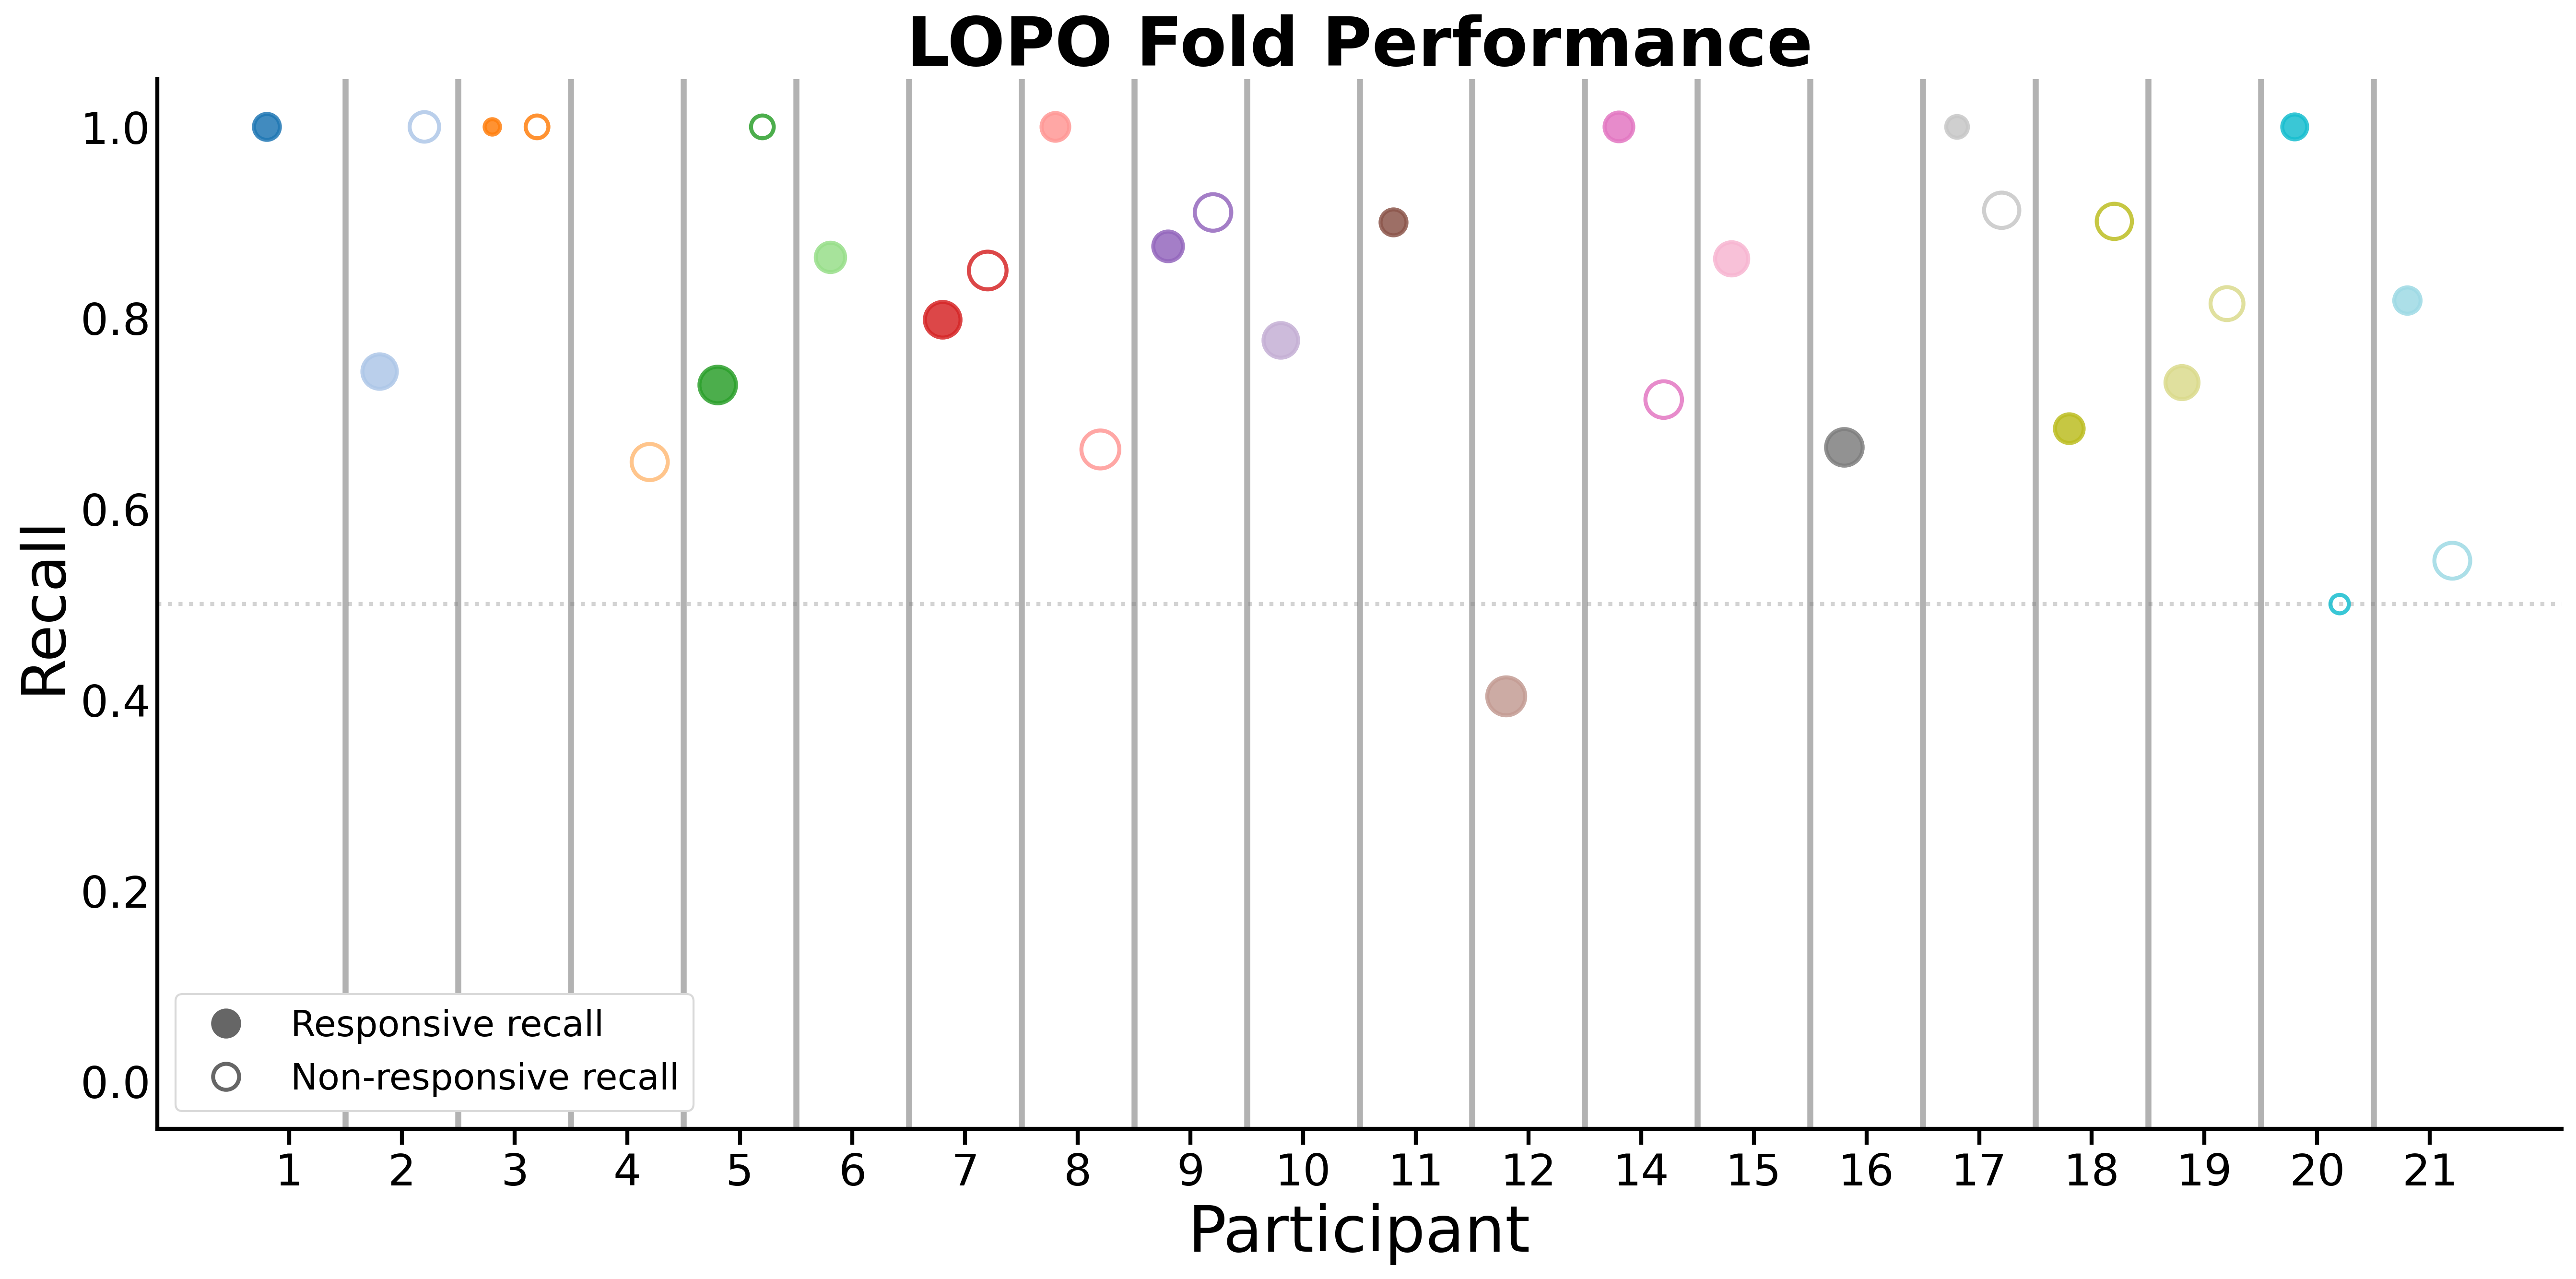 LOPO Fold Performance
Recall
1.0
0.8
0.6
0.4
0.2
0.0
Responsive recall
Non-responsive recall
1 2 3 4 5 6 7 8 9 10 11 12 14 15 16 17 18 19 20 21
Participant